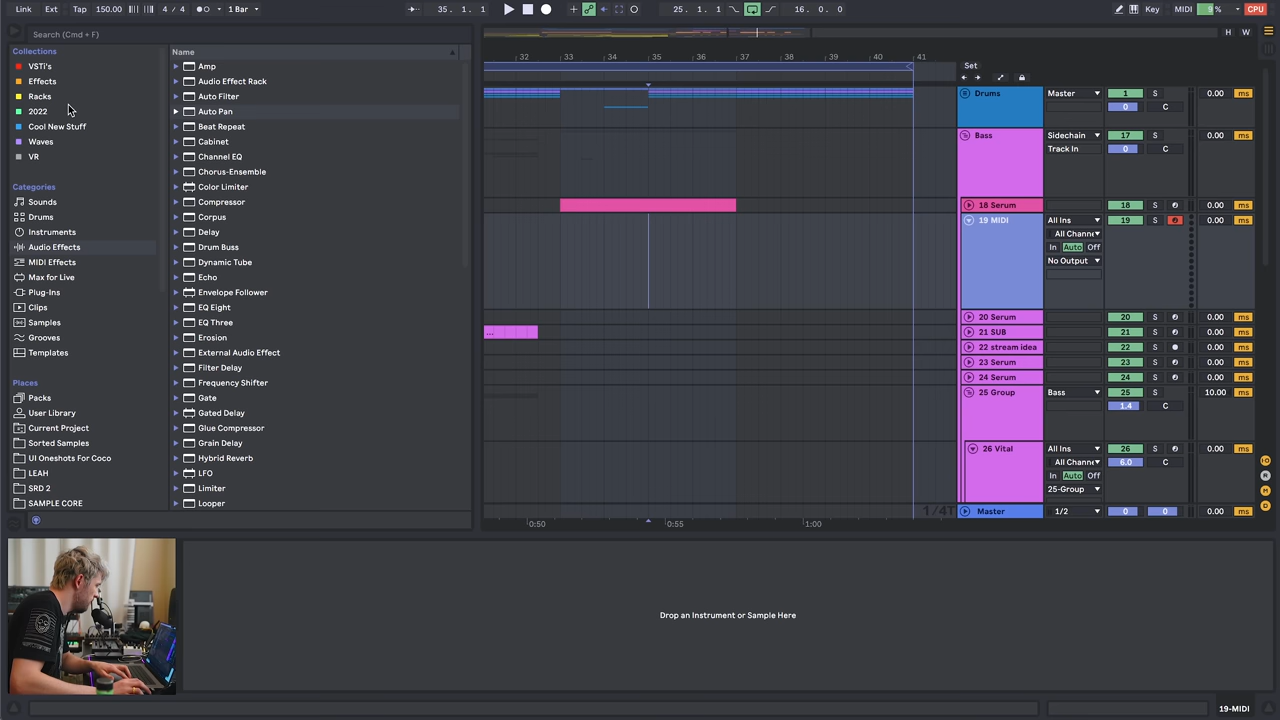 Link Ext Tap 150.00 4 / 4 1 Bar 35. 1. 1 25. 1. 1 16. 0. 0 Key MIDI 9 % CPU
Search (Cmd + F)
H W
Collections
VSTi's
Effects
Racks
2022
Cool New Stuff
Waves
VR
Categories
Sounds
Drums
Instruments
Audio Effects
MIDI Effects
Max for Live
Plug-Ins
Clips
Samples
Grooves
Templates
Places
Packs
User Library
Current Project
Sorted Samples
UI Oneshots For Coco
LEAH
SRD 2
SAMPLE CORE
Name
Amp
Audio Effect Rack
Auto Filter
Auto Pan
Beat Repeat
Cabinet
Channel EQ
Chorus-Ensemble
Color Limiter
Compressor
Corpus
Delay
Drum Buss
Dynamic Tube
Echo
Envelope Follower
EQ Eight
EQ Three
Erosion
External Audio Effect
Filter Delay
Frequency Shifter
Gate
Gated Delay
Glue Compressor
Grain Delay
Hybrid Reverb
LFO
Limiter
Looper
32 33 34 35 36 37 38 39 40 41
...
1/4T
0:50 0:55 1:00
Set
Drums Master 1 S 0.00 ms
0 C
Bass Sidechain 17 S 0.00 ms
Track In 0 C
18 Serum 18 S 0.00 ms
19 MIDI All Ins 19 S 0.00 ms
All Channe
In Auto Off
No Output
20 Serum 20 S 0.00 ms
21 SUB 21 S 0.00 ms
22 stream idea 22 S 0.00 ms
23 Serum 23 S 0.00 ms
24 Serum 24 S 0.00 ms
25 Group Bass 25 S 10.00 ms
1.4 C
26 Vital All Ins 26 S 0.00 ms
All Channe 6.0 C
In Auto Off
25-Group
Master 1/2 0 0 0.00 ms
I·O
R
M
D
Drop an Instrument or Sample Here
19-MIDI